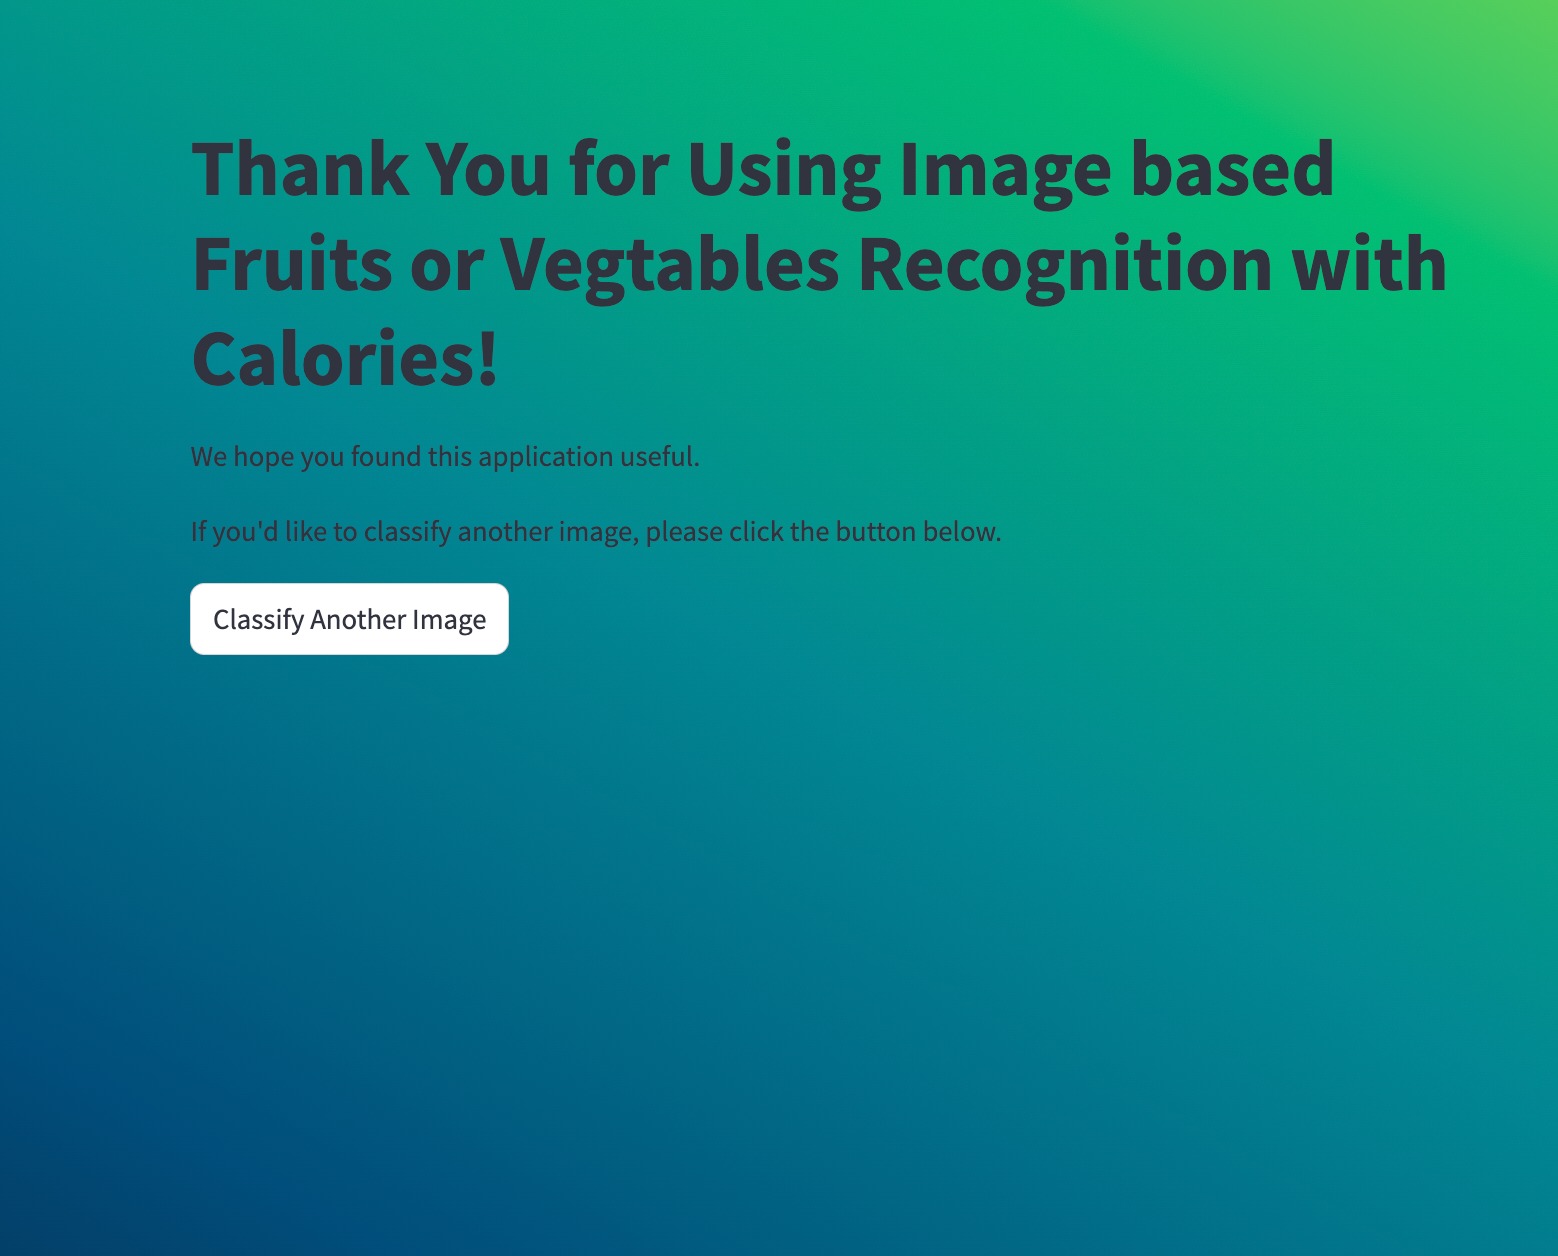 Thank You for Using Image based
Fruits or Vegtables Recognition with
Calories!
We hope you found this application useful.
If you'd like to classify another image, please click the button below.
Classify Another Image